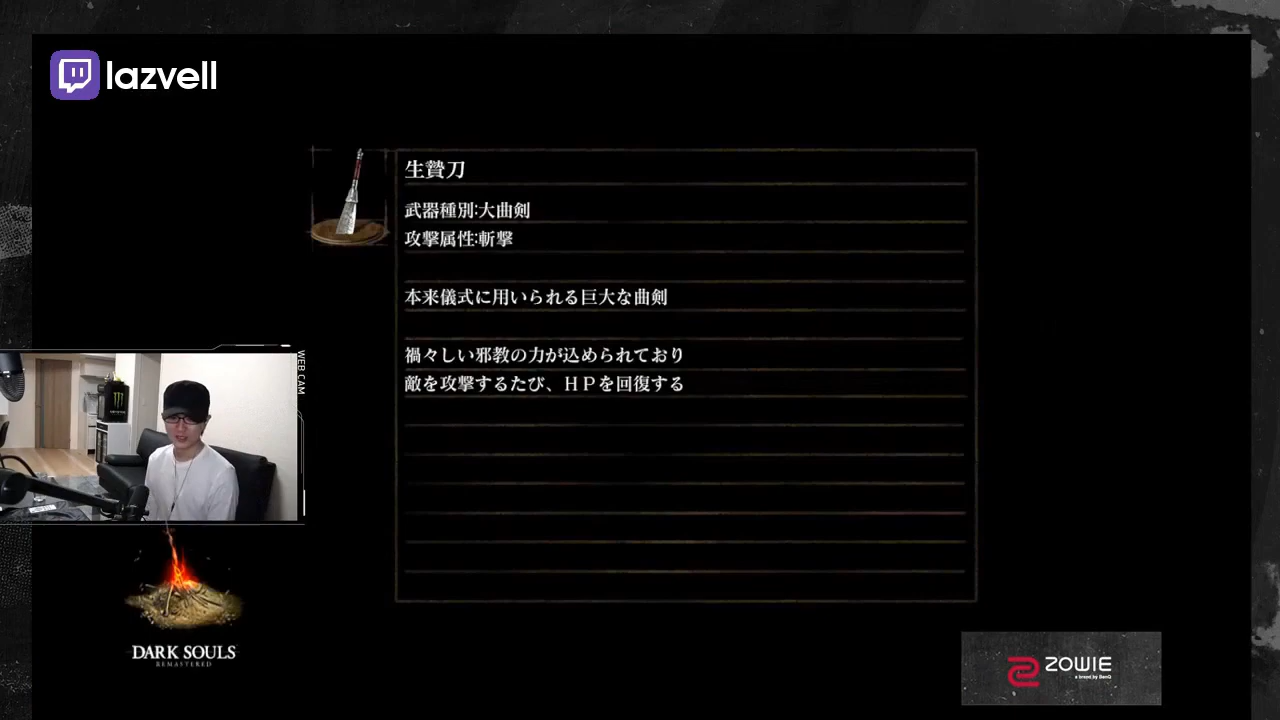 lazvell
生贄刀
武器種別:大曲剣
攻撃属性:斬撃
本来儀式に用いられる巨大な曲剣
禍々しい邪教の力が込められており
敵を攻撃するたび、ＨＰを回復する
WEB CAM
DARK SOULS
REMASTERED
ZOWIE
a brand by BenQ